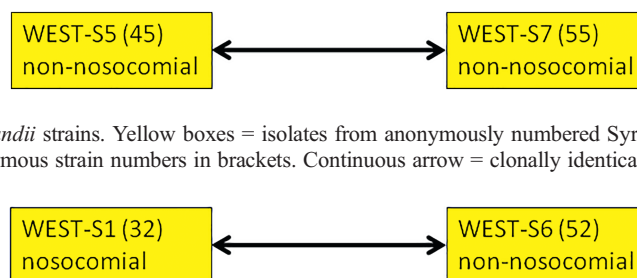 WEST-S5 (45) WEST-S7 (55)
non-nosocomial non-nosocomial
ndii strains. Yellow boxes = isolates from anonymously numbered Syr
mous strain numbers in brackets. Continuous arrow = clonally identica
WEST-S1 (32) WEST-S6 (52)
nosocomial non-nosocomial